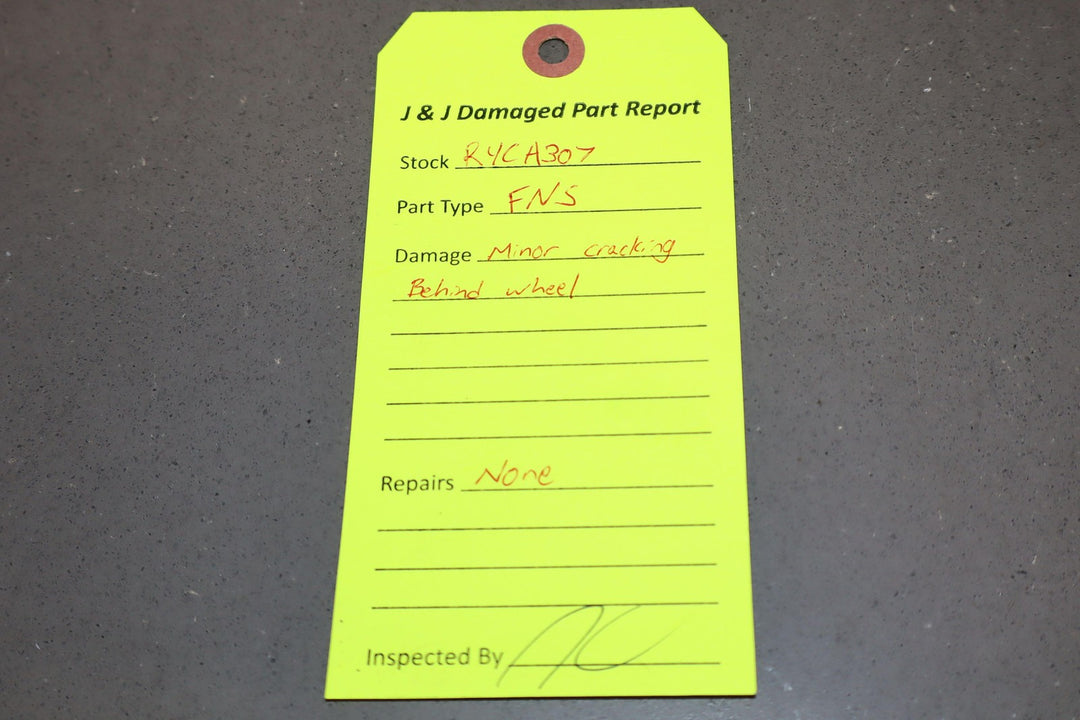 J & J Damaged Part Report
Stock R4CA307
Part Type FNS
Damage Minor cracking
Behind wheel
Repairs None
Inspected By